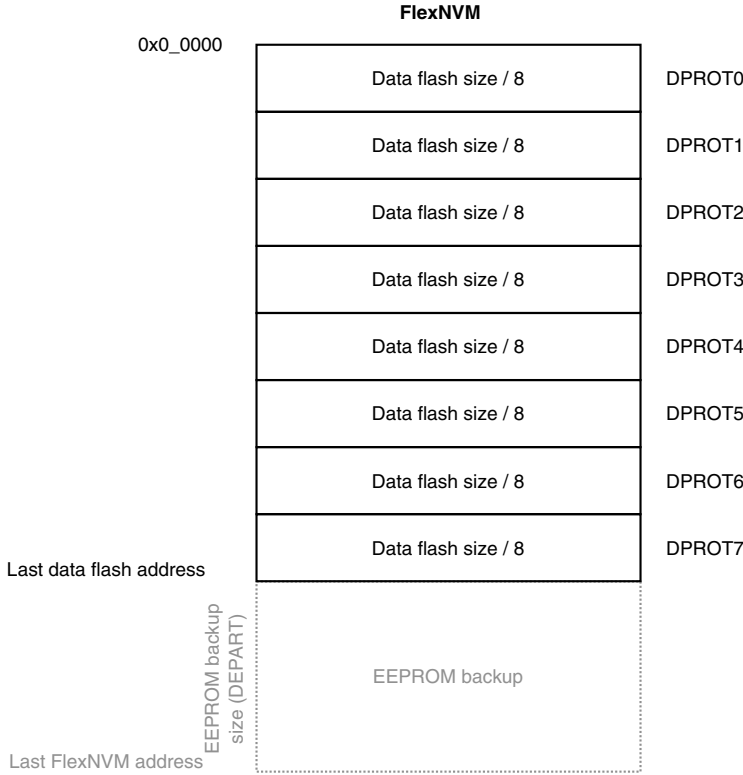 FlexNVM
0x0_0000
Data flash size / 8 DPROT0
Data flash size / 8 DPROT1
Data flash size / 8 DPROT2
Data flash size / 8 DPROT3
Data flash size / 8 DPROT4
Data flash size / 8 DPROT5
Data flash size / 8 DPROT6
Data flash size / 8 DPROT7
Last data flash address
EEPROM backup
size (DEPART)
EEPROM backup
Last FlexNVM address